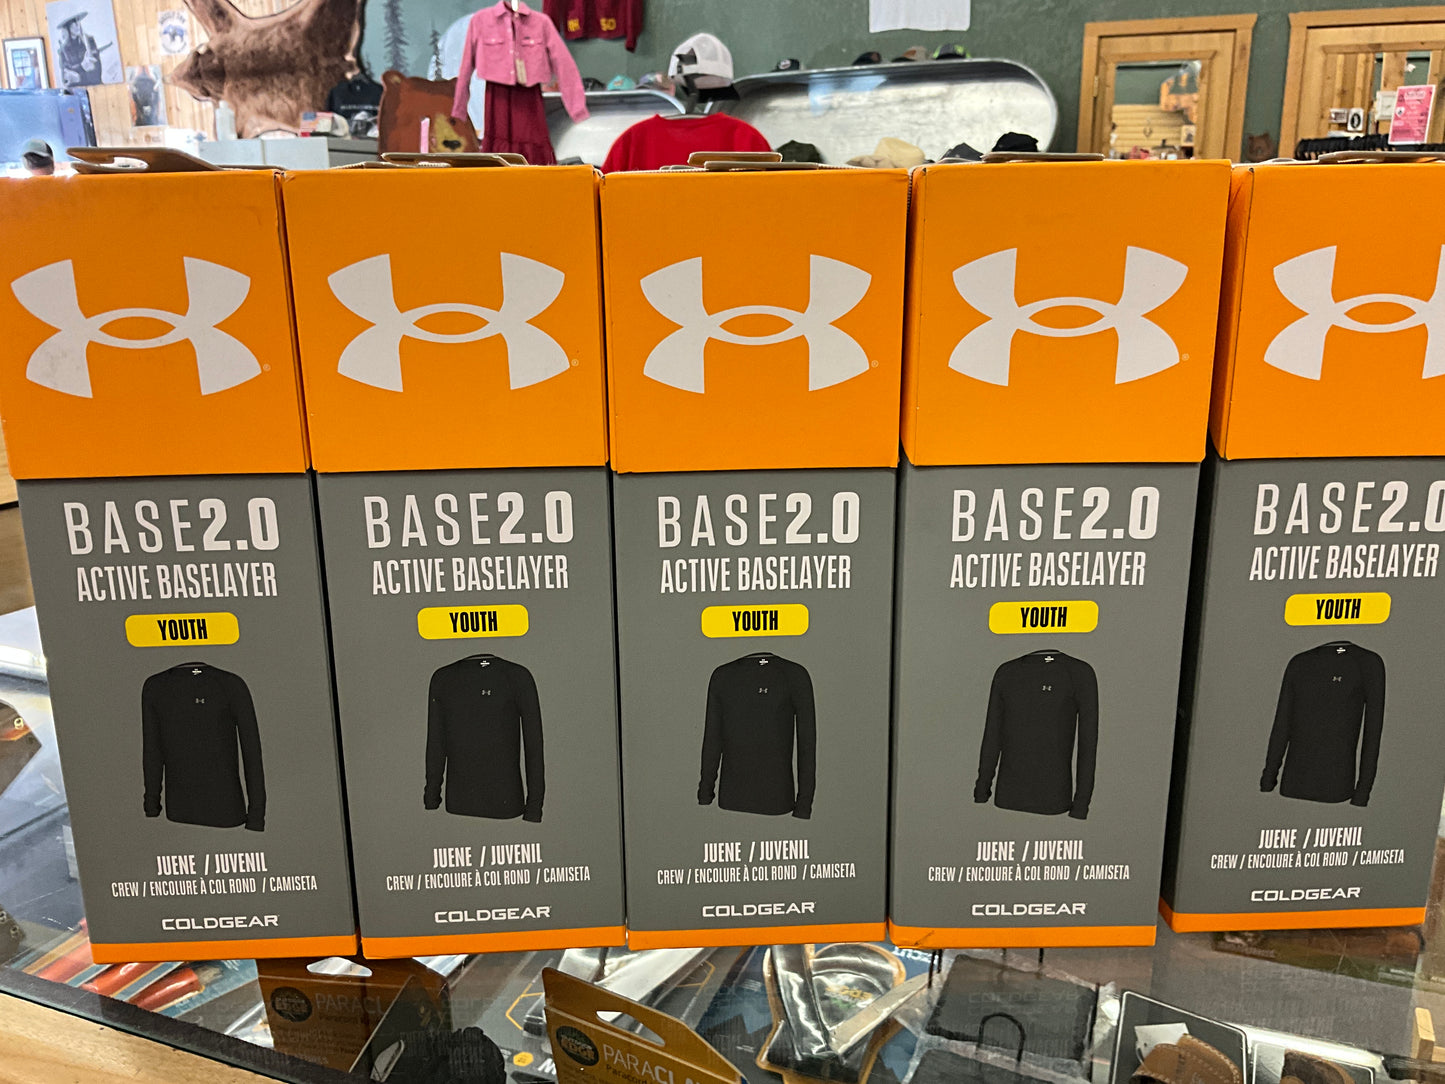 BASE2.0
ACTIVE BASELAYER
YOUTH
JUENE / JUVENIL
CREW / ENCOLURE À COL ROND / CAMISETA
COLDGEAR
BASE2.0
ACTIVE BASELAYER
YOUTH
JUENE / JUVENIL
CREW / ENCOLURE À COL ROND / CAMISETA
COLDGEAR
BASE2.0
ACTIVE BASELAYER
YOUTH
JUENE / JUVENIL
CREW / ENCOLURE À COL ROND / CAMISETA
COLDGEAR
BASE2.0
ACTIVE BASELAYER
YOUTH
JUENE / JUVENIL
CREW / ENCOLURE À COL ROND / CAMISETA
COLDGEAR
BASE2.0
ACTIVE BASELAYER
YOUTH
JUENE / JUVENIL
CREW / ENCOLURE À COL ROND / CAMISETA
COLDGEAR
PARACL
PARACLA